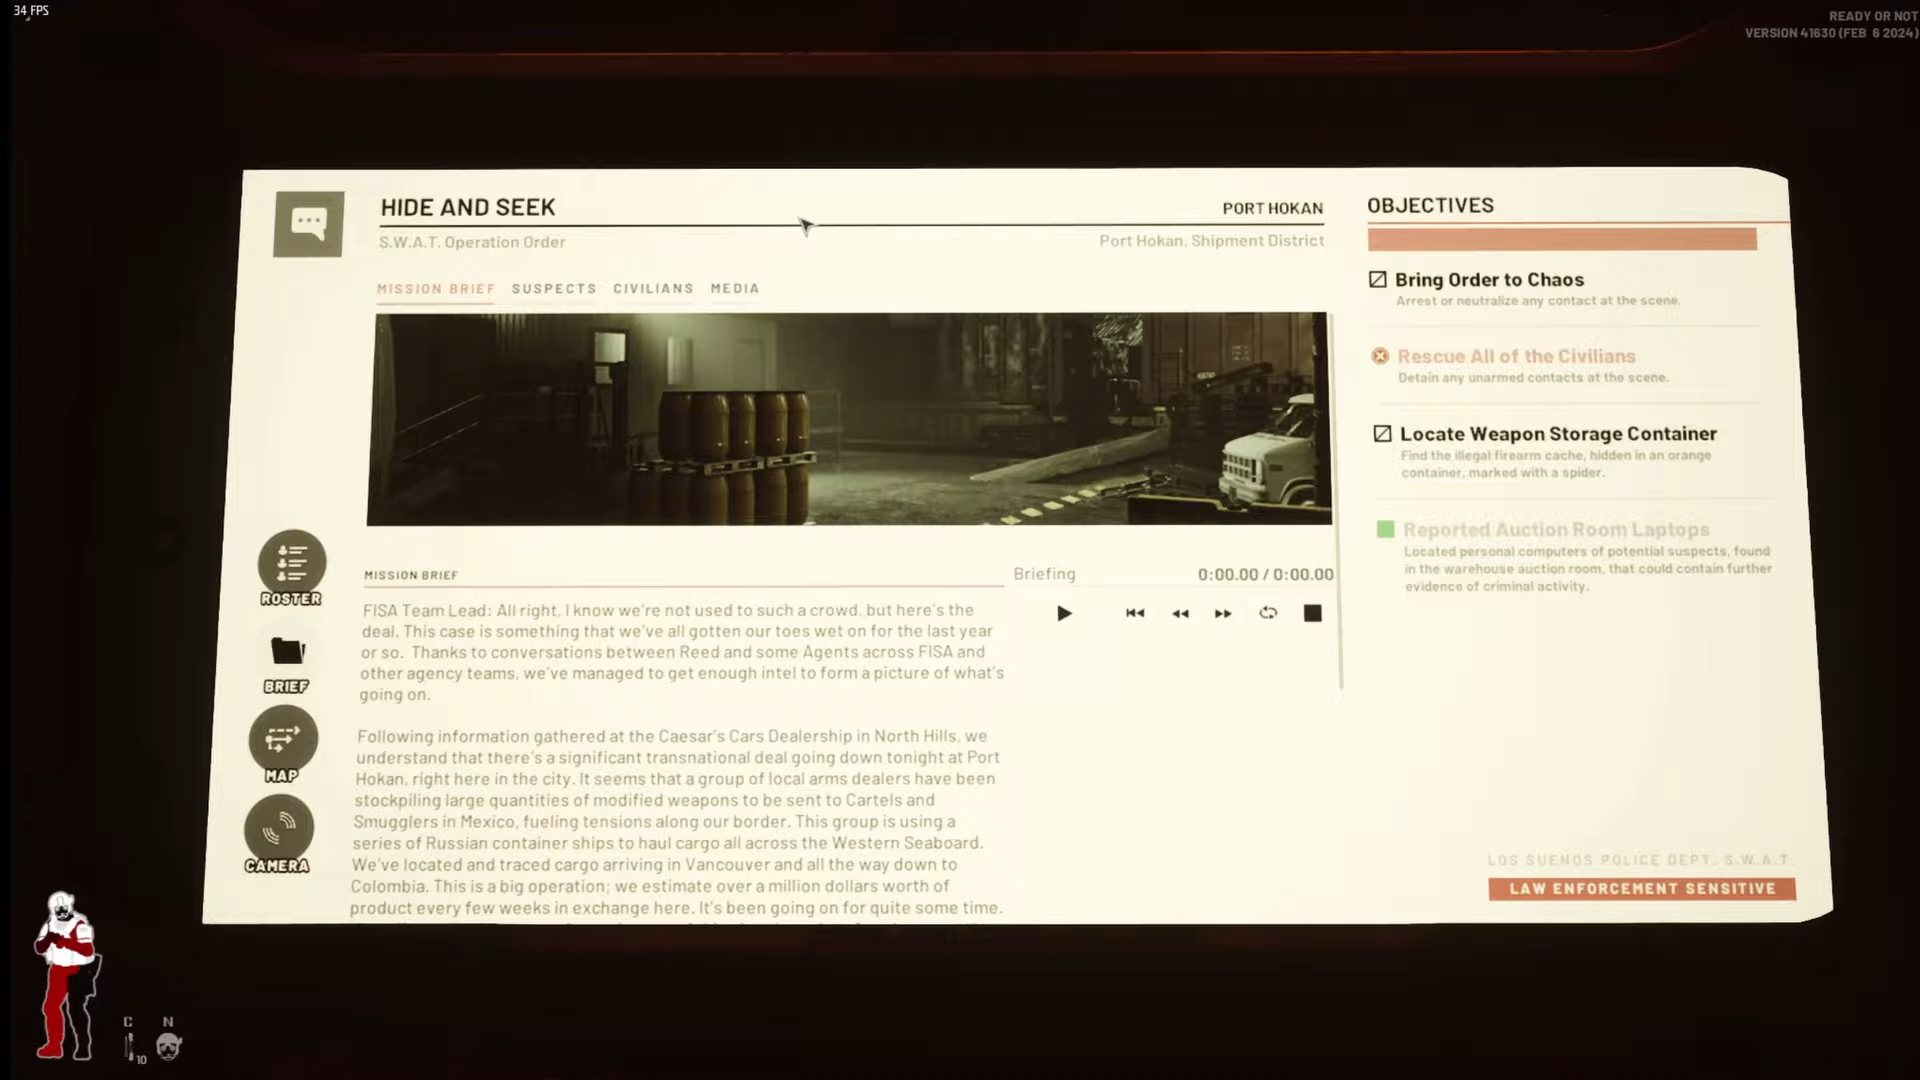 34 FPS
READY OR NOT
VERSION 41630 (FEB 6 2024)
HIDE AND SEEK
PORT HOKAN
S.W.A.T. Operation Order
Port Hokan, Shipment District
MISSION BRIEF SUSPECTS CIVILIANS MEDIA
MISSION BRIEF
Briefing
0:00.00 / 0:00.00
FISA Team Lead: All right, I know we're not used to such a crowd, but here's the
deal. This case is something that we've all gotten our toes wet on for the last year
or so. Thanks to conversations between Reed and some Agents across FISA and
other agency teams, we've managed to get enough intel to form a picture of what's
going on.
Following information gathered at the Caesar's Cars Dealership in North Hills, we
understand that there's a significant transnational deal going down tonight at Port
Hokan, right here in the city. It seems that a group of local arms dealers have been
stockpiling large quantities of modified weapons to be sent to Cartels and
Smugglers in Mexico, fueling tensions along our border. This group is using a
series of Russian container ships to haul cargo all across the Western Seaboard.
We've located and traced cargo arriving in Vancouver and all the way down to
Colombia. This is a big operation; we estimate over a million dollars worth of
product every few weeks in exchange here. It's been going on for quite some time.
OBJECTIVES
Bring Order to Chaos
Arrest or neutralize any contact at the scene.
Rescue All of the Civilians
Detain any unarmed contacts at the scene.
Locate Weapon Storage Container
Find the illegal firearm cache, hidden in an orange
container, marked with a spider.
Reported Auction Room Laptops
Located personal computers of potential suspects, found
in the warehouse auction room, that could contain further
evidence of criminal activity.
LOS SUENOS POLICE DEPT. S.W.A.T.
LAW ENFORCEMENT SENSITIVE
ROSTER
BRIEF
MAP
CAMERA
C N
10